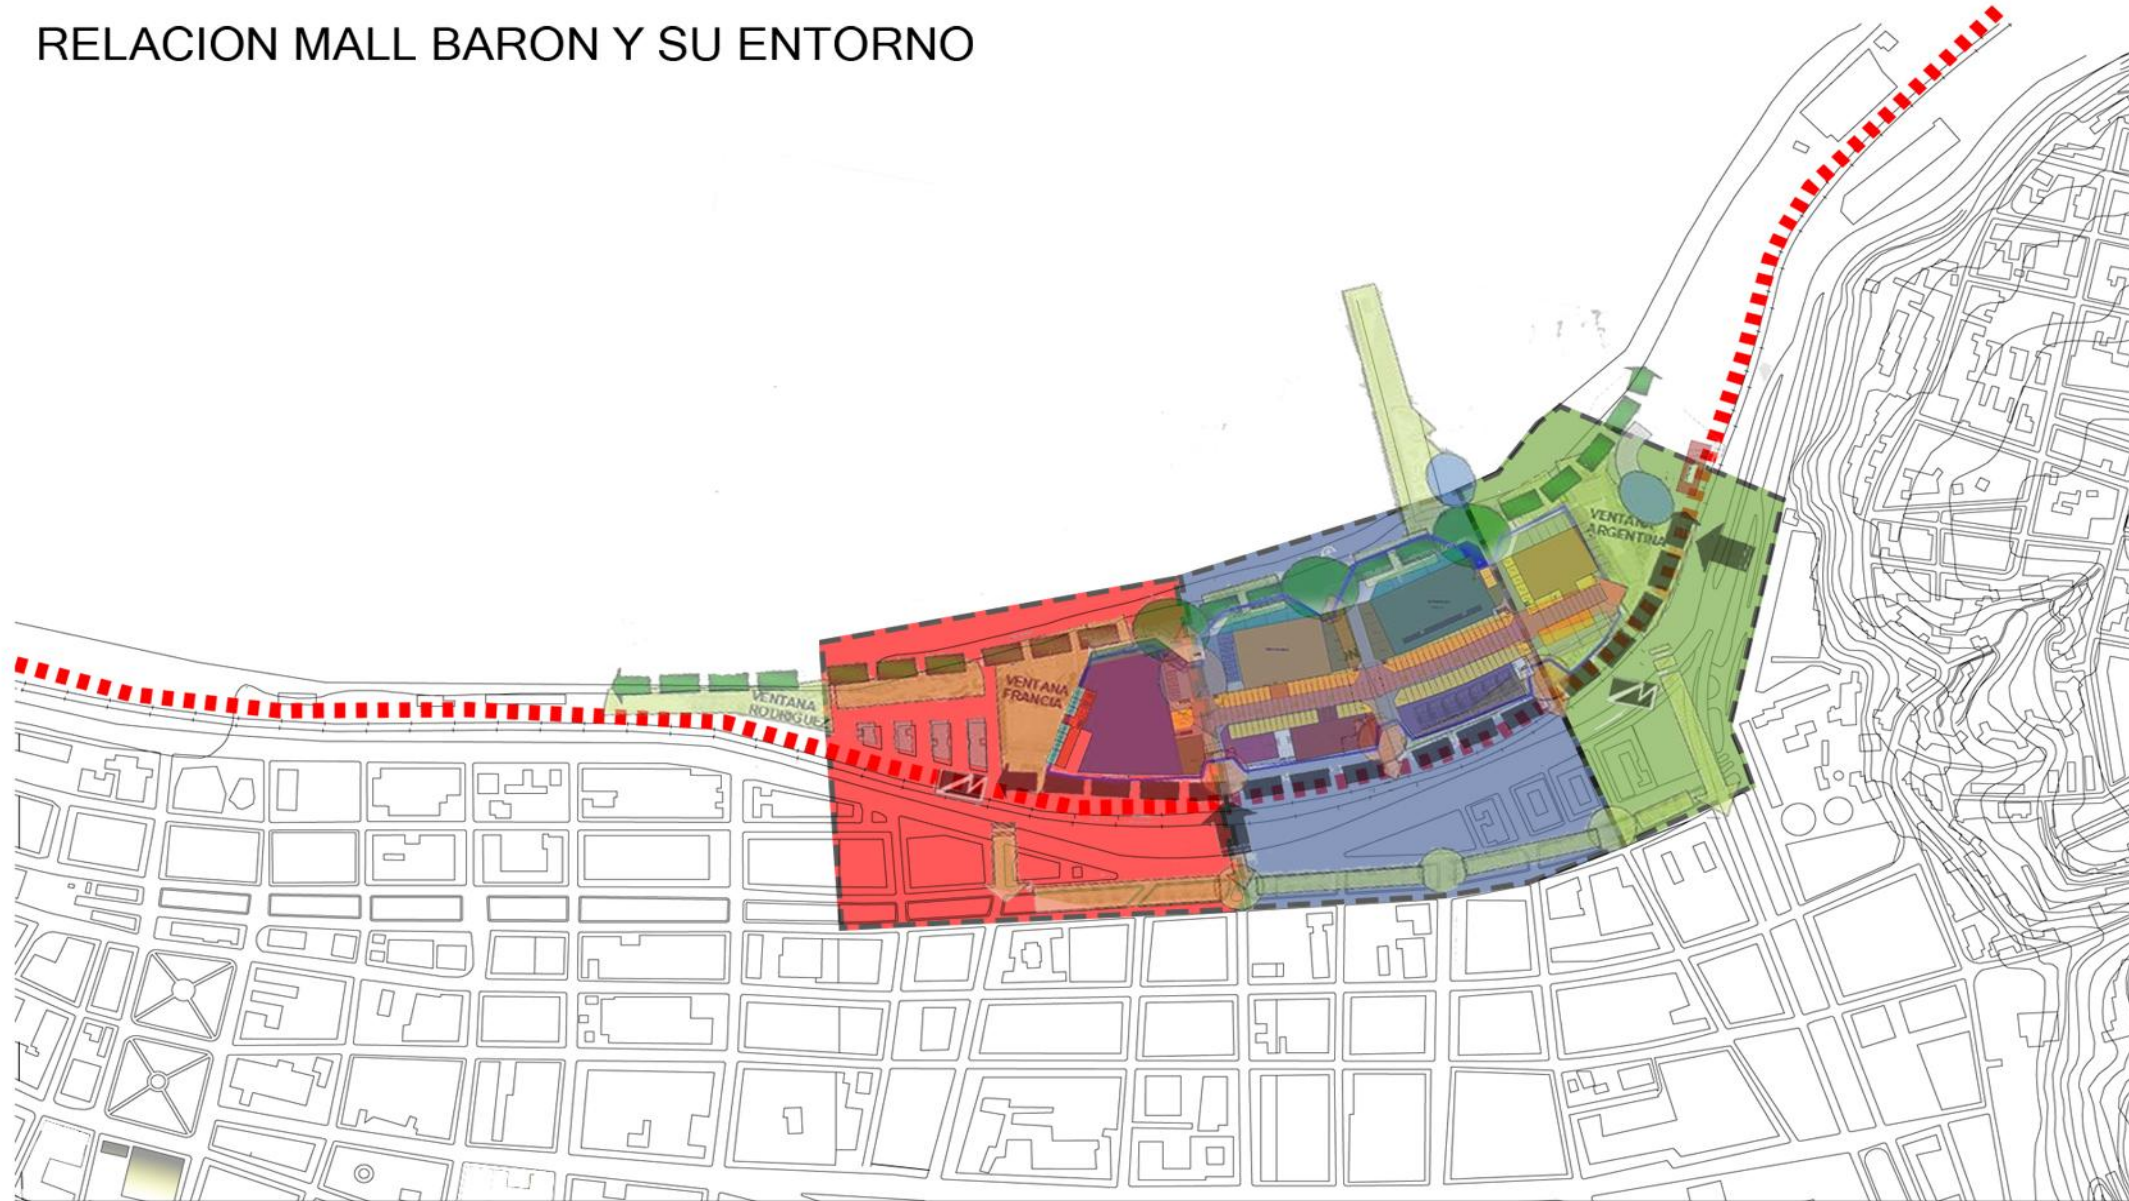 RELACION MALL BARON Y SU ENTORNO
VENTANA
ARGENTINA
VENTANA
FRANCIA
VENTANA
RODRIGUEZ